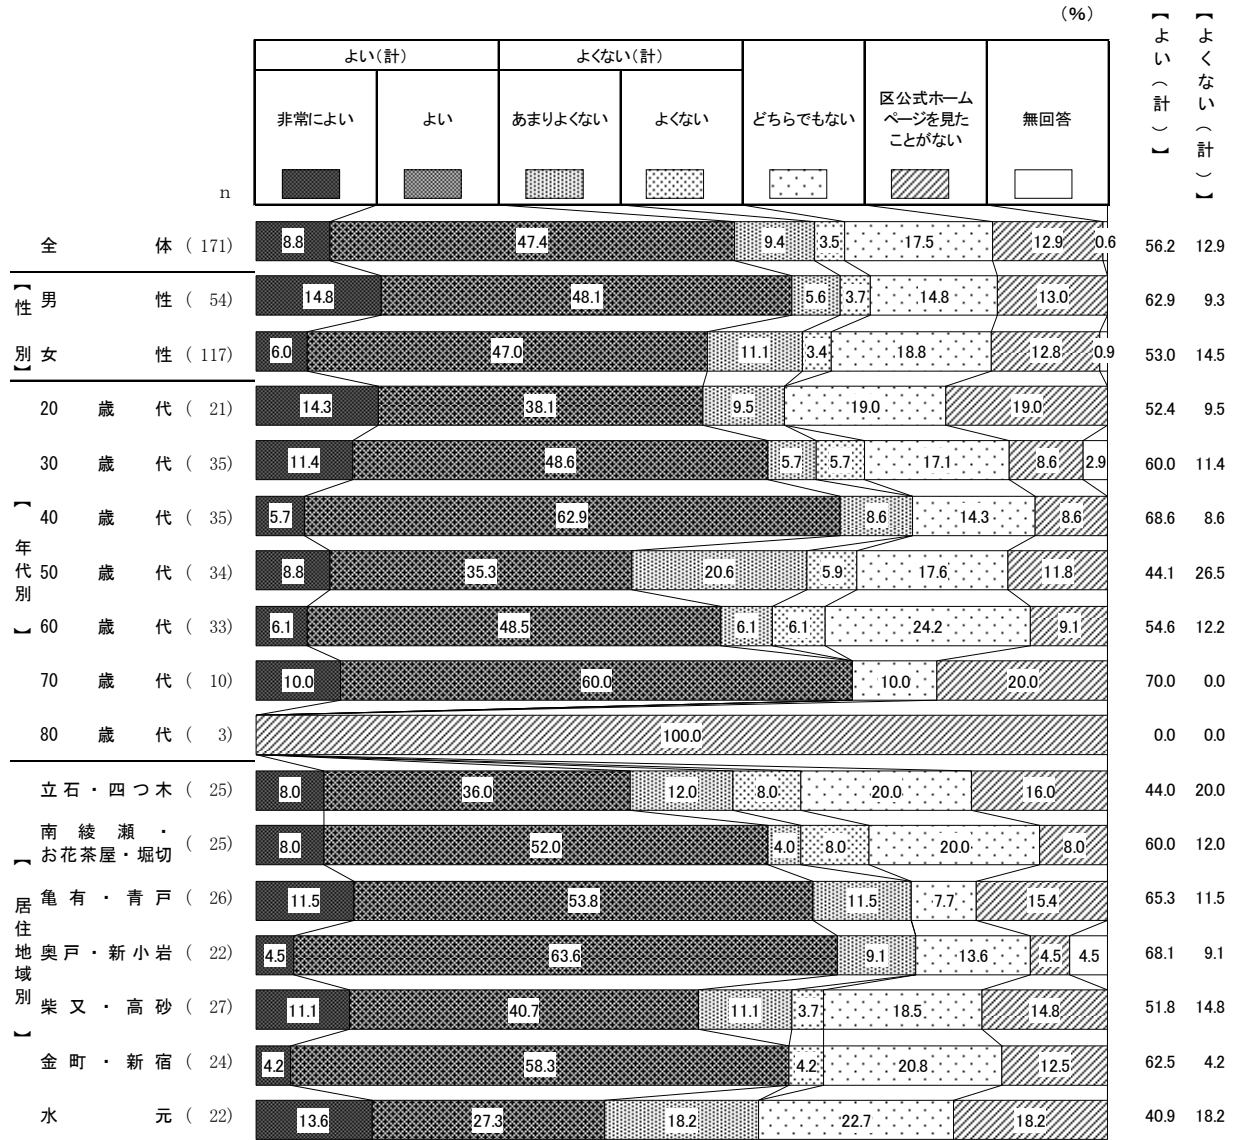 (%)
【よい(計)】
【よくない(計)】
よい(計) よくない(計)
非常によい よい あまりよくない よくない どちらでもない 区公式ホームページを見たことがない 無回答
n
全体 ( 171) 8.8 47.4 9.4 3.5 17.5 12.9 0.6 56.2 12.9
【性別】
男性 ( 54) 14.8 48.1 5.6 3.7 14.8 13.0 62.9 9.3
女性 ( 117) 6.0 47.0 11.1 3.4 18.8 12.8 0.9 53.0 14.5
【年代別】
20歳代 ( 21) 14.3 38.1 9.5 19.0 19.0 52.4 9.5
30歳代 ( 35) 11.4 48.6 5.7 5.7 17.1 8.6 2.9 60.0 11.4
40歳代 ( 35) 5.7 62.9 8.6 14.3 8.6 68.6 8.6
50歳代 ( 34) 8.8 35.3 20.6 5.9 17.6 11.8 44.1 26.5
60歳代 ( 33) 6.1 48.5 6.1 6.1 24.2 9.1 54.6 12.2
70歳代 ( 10) 10.0 60.0 10.0 20.0 70.0 0.0
80歳代 ( 3) 100.0 0.0 0.0
【居住地域別】
立石・四つ木 ( 25) 8.0 36.0 12.0 8.0 20.0 16.0 44.0 20.0
南綾瀬・
お花茶屋・堀切 ( 25) 8.0 52.0 4.0 8.0 20.0 8.0 60.0 12.0
亀有・青戸 ( 26) 11.5 53.8 11.5 7.7 15.4 65.3 11.5
奥戸・新小岩 ( 22) 4.5 63.6 9.1 13.6 4.5 4.5 68.1 9.1
柴又・高砂 ( 27) 11.1 40.7 11.1 3.7 18.5 14.8 51.8 14.8
金町・新宿 ( 24) 4.2 58.3 4.2 20.8 12.5 62.5 4.2
水元 ( 22) 13.6 27.3 18.2 22.7 18.2 40.9 18.2